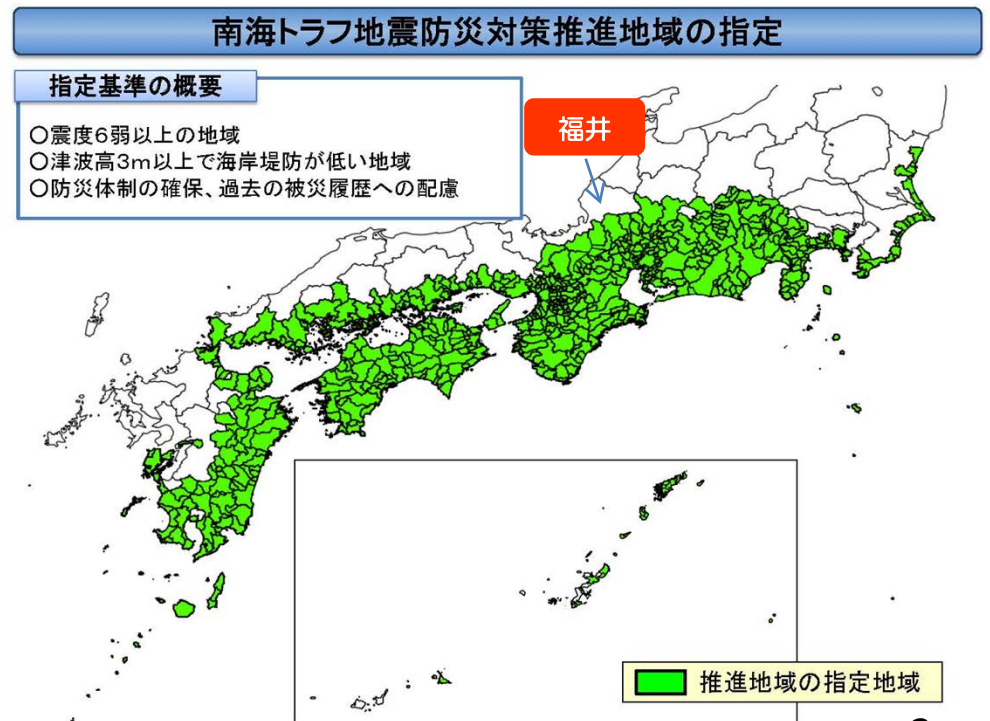 南海トラフ地震防災対策推進地域の指定
指定基準の概要
○震度6弱以上の地域
○津波高3m以上で海岸堤防が低い地域
○防災体制の確保、過去の被災履歴への配慮
福井
推進地域の指定地域